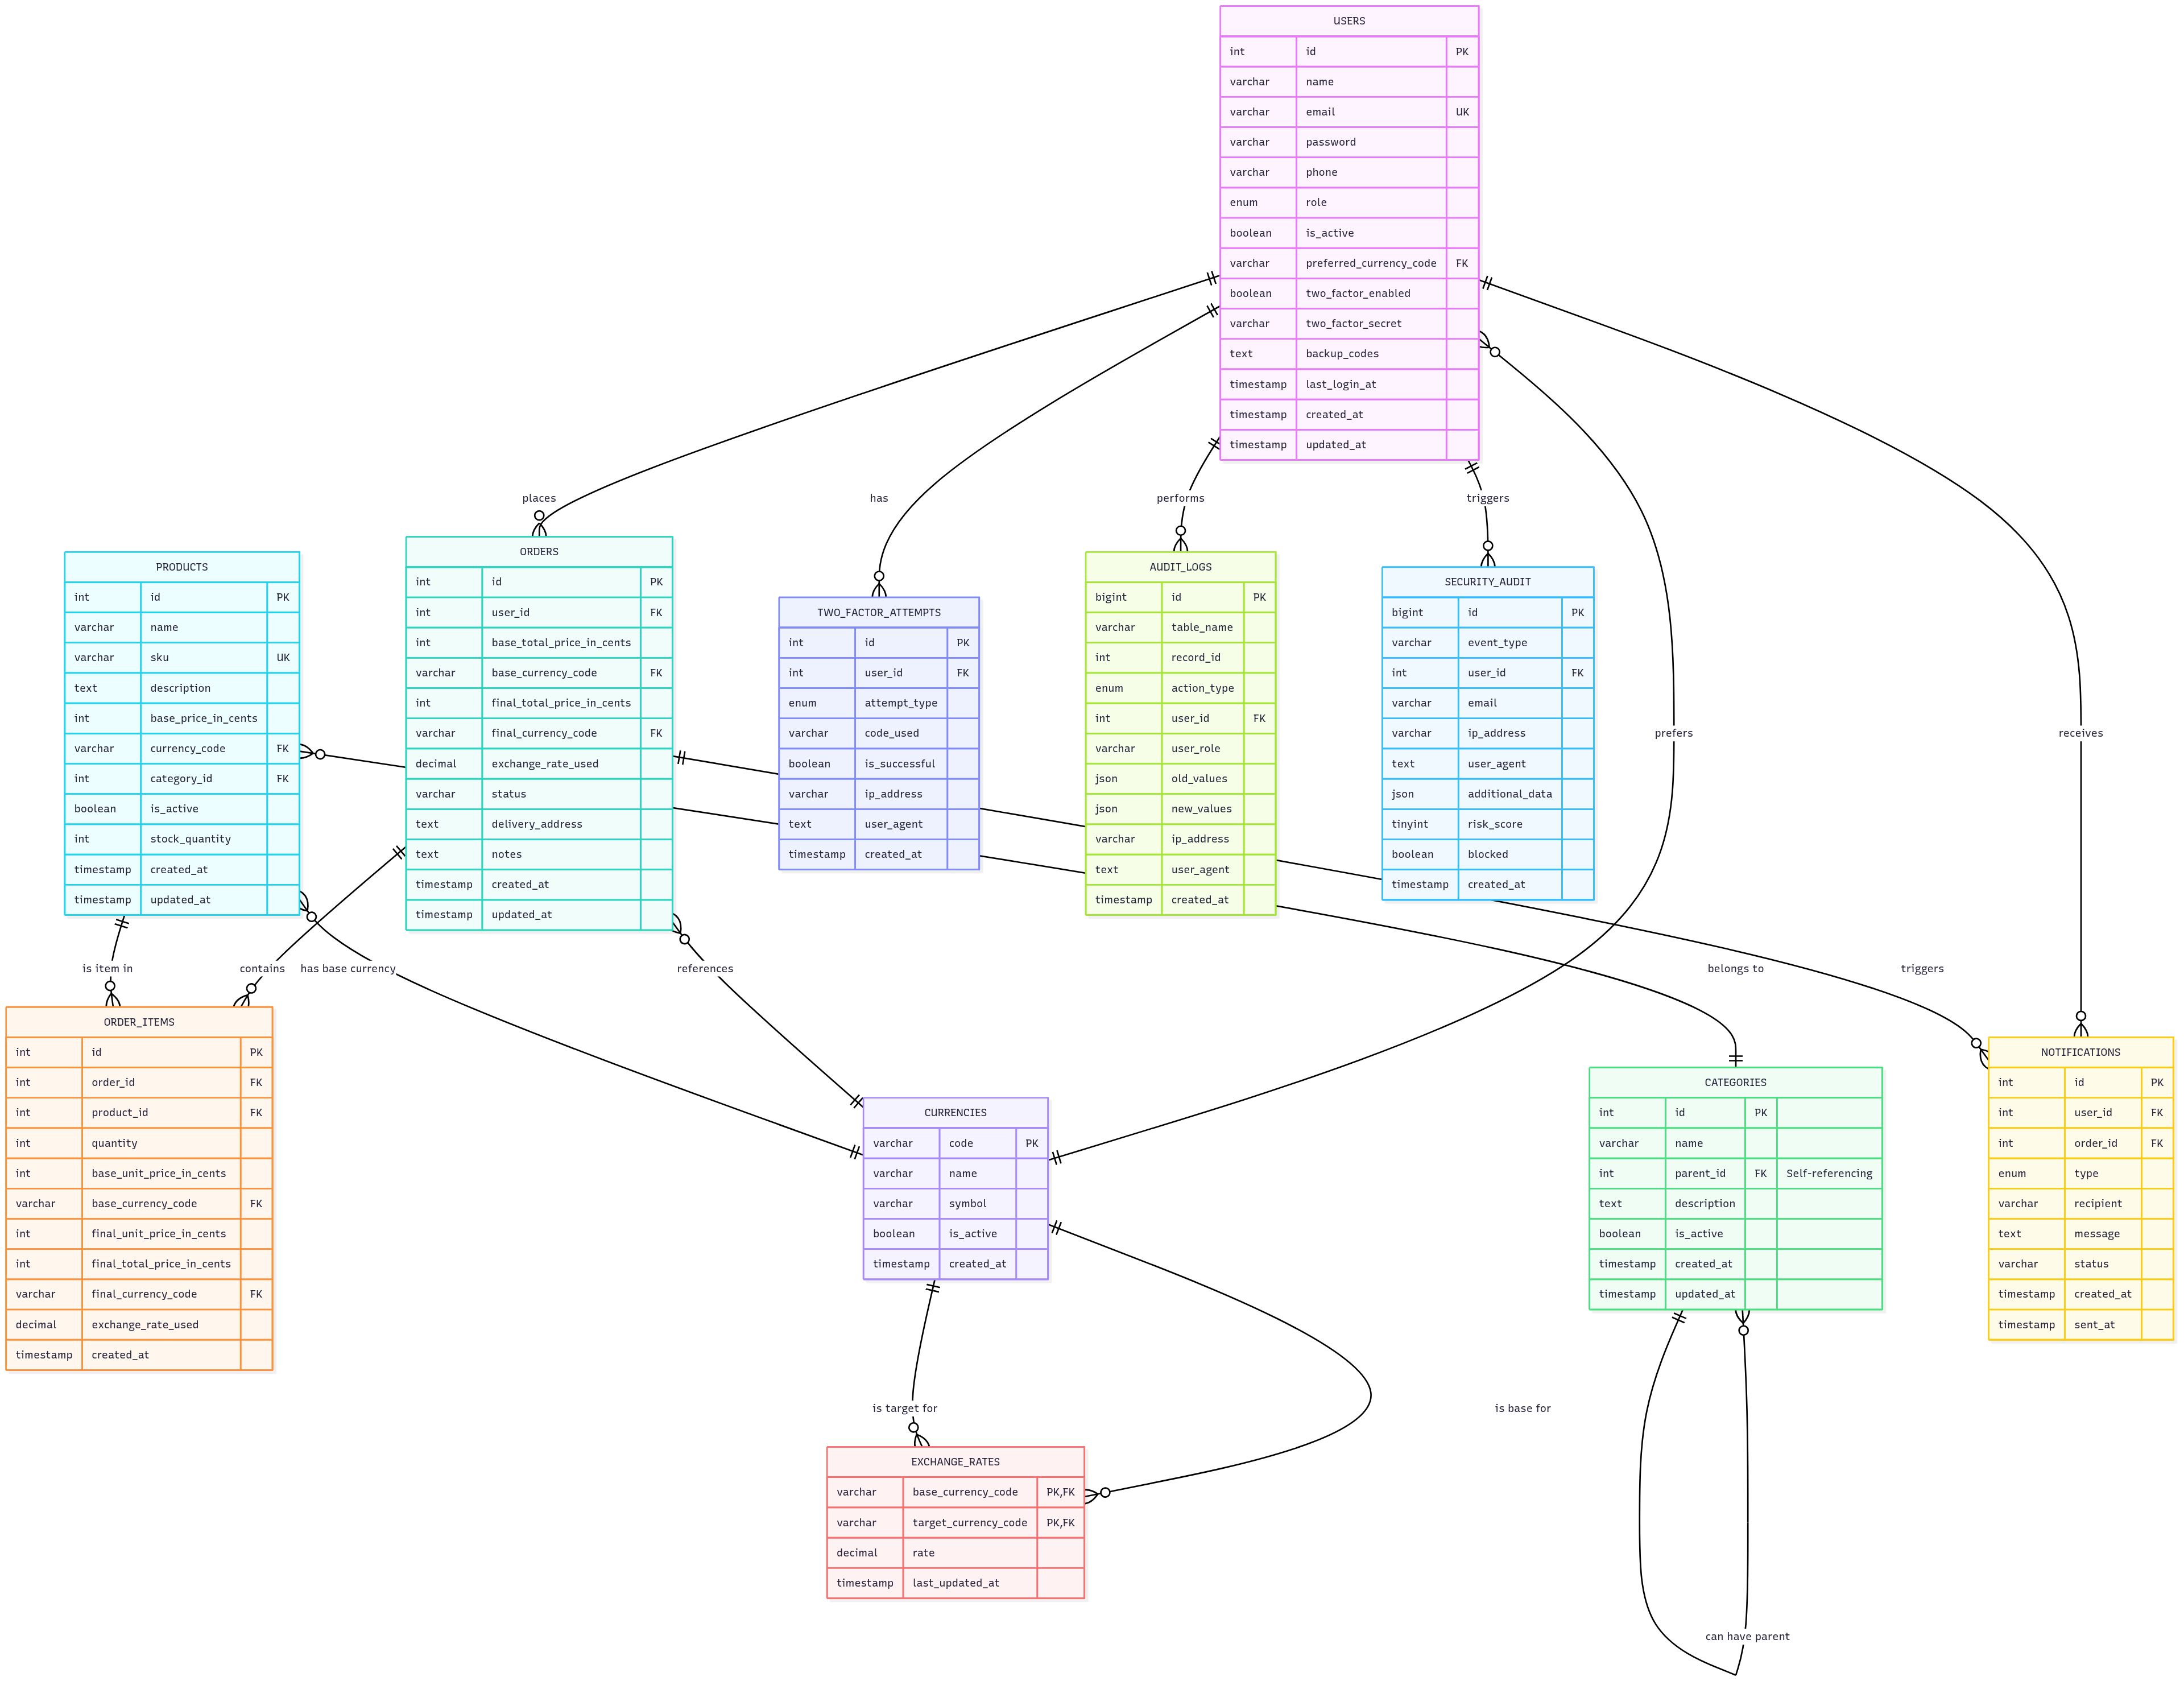 USERS
int id PK
varchar name
varchar email UK
varchar password
varchar phone
enum role
boolean is_active
varchar preferred_currency_code FK
boolean two_factor_enabled
varchar two_factor_secret
text backup_codes
timestamp last_login_at
timestamp created_at
timestamp updated_at
places
has
performs
triggers
PRODUCTS
int id PK
varchar name
varchar sku UK
text description
int base_price_in_cents
varchar currency_code FK
int category_id FK
boolean is_active
int stock_quantity
timestamp created_at
timestamp updated_at
ORDERS
int id PK
int user_id FK
int base_total_price_in_cents
varchar base_currency_code FK
int final_total_price_in_cents
varchar final_currency_code FK
decimal exchange_rate_used
varchar status
text delivery_address
text notes
timestamp created_at
timestamp updated_at
TWO_FACTOR_ATTEMPTS
int id PK
int user_id FK
enum attempt_type
varchar code_used
boolean is_successful
varchar ip_address
text user_agent
timestamp created_at
AUDIT_LOGS
bigint id PK
varchar table_name
int record_id
enum action_type
int user_id FK
varchar user_role
json old_values
json new_values
varchar ip_address
text user_agent
timestamp created_at
SECURITY_AUDIT
bigint id PK
varchar event_type
int user_id FK
varchar email
varchar ip_address
text user_agent
json additional_data
tinyint risk_score
boolean blocked
timestamp created_at
prefers
receives
is item in
contains
has base currency
references
belongs to
triggers
ORDER_ITEMS
int id PK
int order_id FK
int product_id FK
int quantity
int base_unit_price_in_cents
varchar base_currency_code FK
int final_unit_price_in_cents
int final_total_price_in_cents
varchar final_currency_code FK
decimal exchange_rate_used
timestamp created_at
CURRENCIES
varchar code PK
varchar name
varchar symbol
boolean is_active
timestamp created_at
CATEGORIES
int id PK
varchar name
int parent_id FK Self-referencing
text description
boolean is_active
timestamp created_at
timestamp updated_at
NOTIFICATIONS
int id PK
int user_id FK
int order_id FK
enum type
varchar recipient
text message
varchar status
timestamp created_at
timestamp sent_at
is target for
is base for
EXCHANGE_RATES
varchar base_currency_code PK,FK
varchar target_currency_code PK,FK
decimal rate
timestamp last_updated_at
can have parent